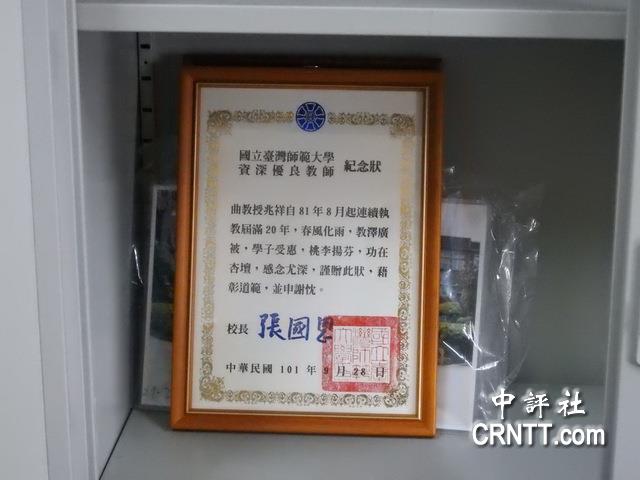 國立臺灣師範大學
資深優良教師 紀念狀
曲教授兆祥自81年8月起連續執
教屆滿20年，春風化雨，教澤廣
被，學子受惠，桃李揚芬，功在
杏壇，感念尤深，謹贈此狀，藉
彰道範，並申謝忱。
校長 張國恩
中華民國 101 年 9 月 28 日
中評社
CRNTT.com